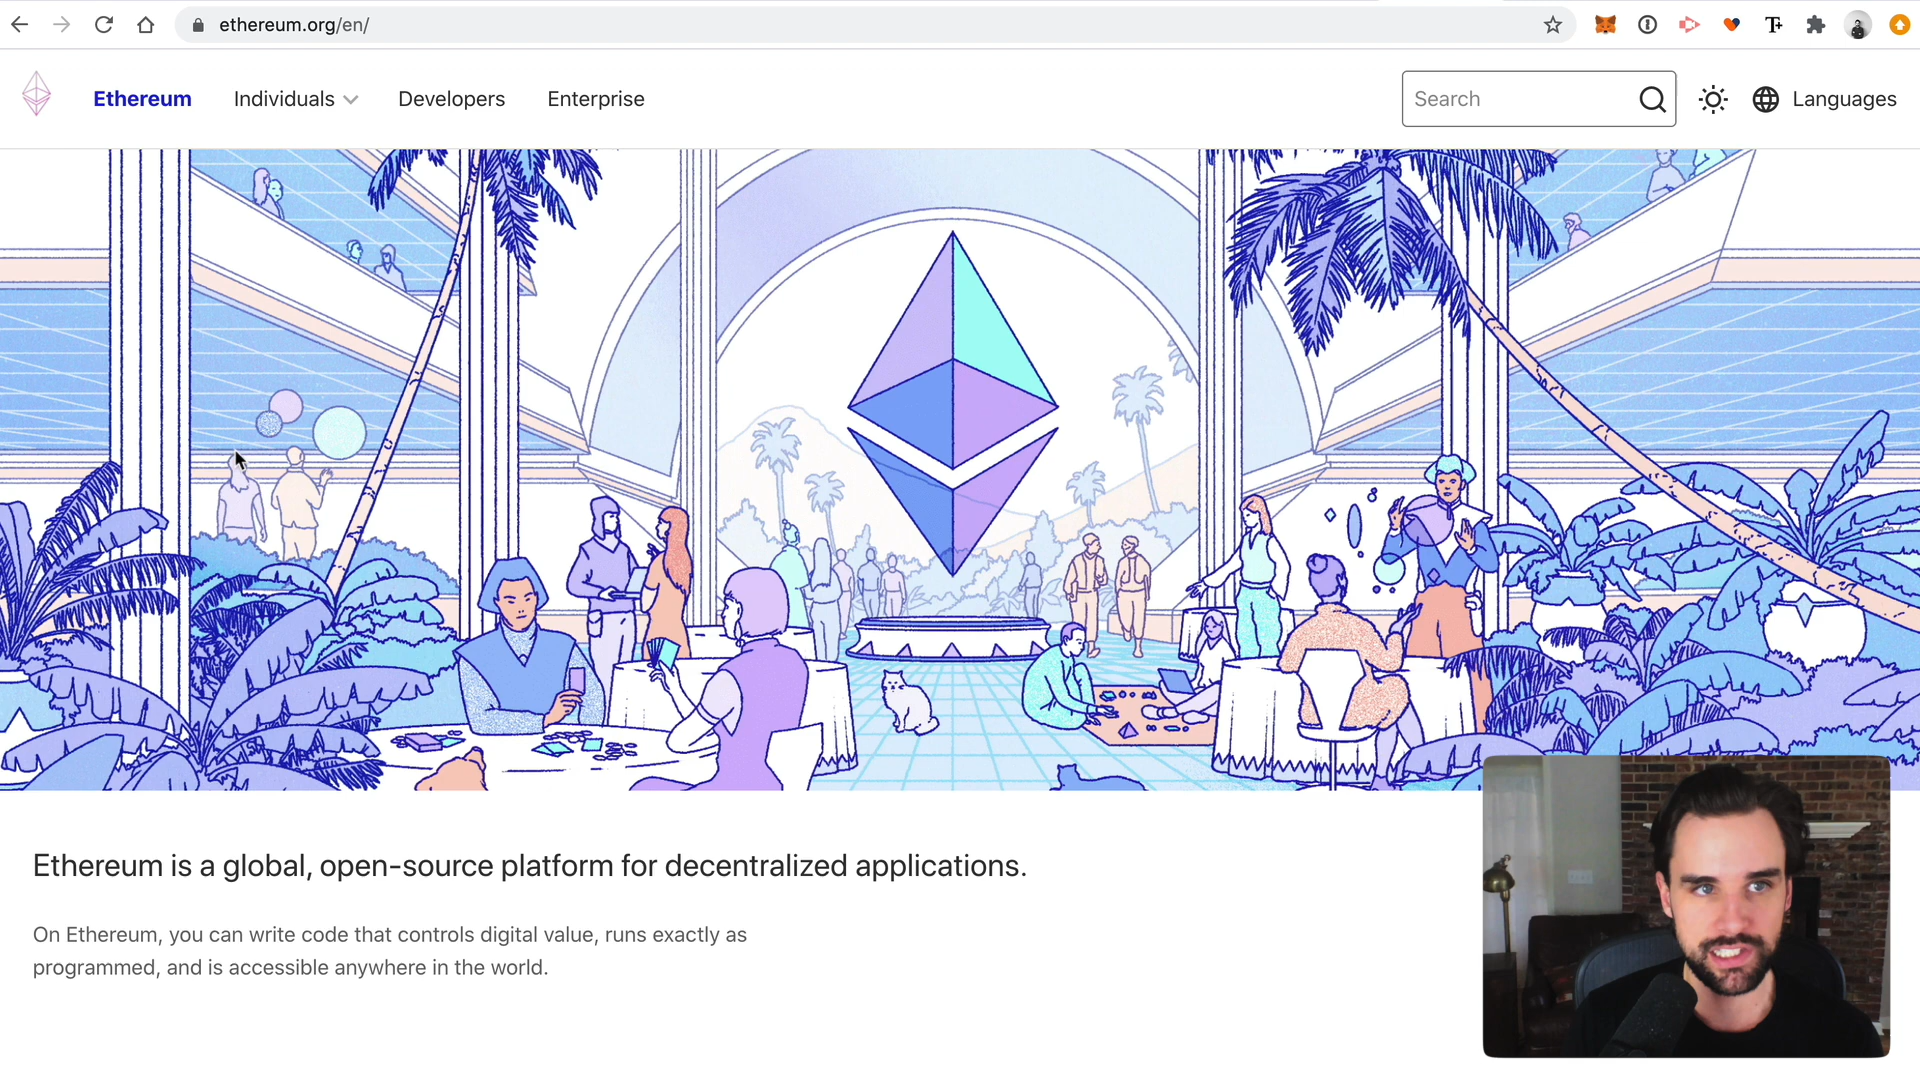 ethereum.org/en/
Ethereum Individuals Developers Enterprise Search Languages
Ethereum is a global, open-source platform for decentralized applications.
On Ethereum, you can write code that controls digital value, runs exactly as
programmed, and is accessible anywhere in the world.